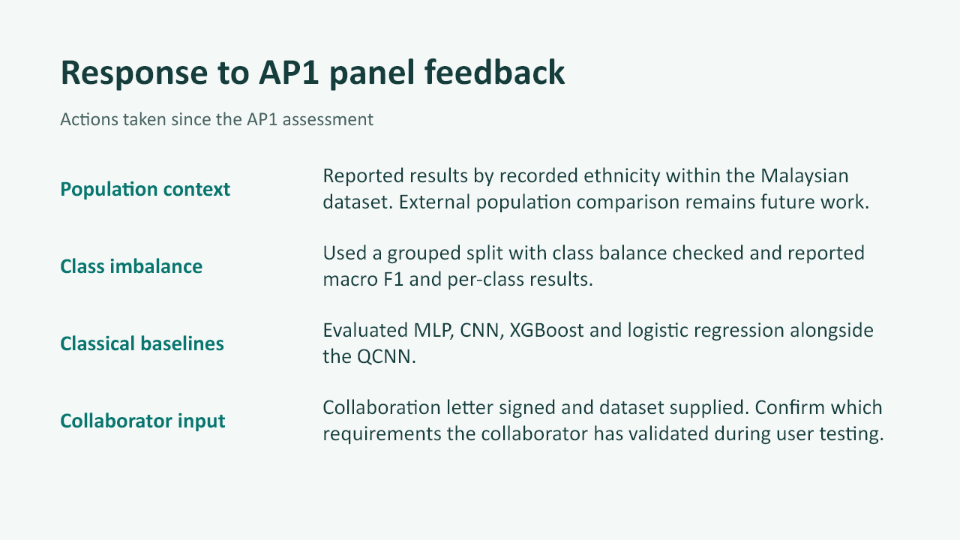 Response to AP1 panel feedback
Actions taken since the AP1 assessment
Population context
Reported results by recorded ethnicity within the Malaysian
dataset. External population comparison remains future work.
Class imbalance
Used a grouped split with class balance checked and reported
macro F1 and per-class results.
Classical baselines
Evaluated MLP, CNN, XGBoost and logistic regression alongside
the QCNN.
Collaborator input
Collaboration letter signed and dataset supplied. Confirm which
requirements the collaborator has validated during user testing.